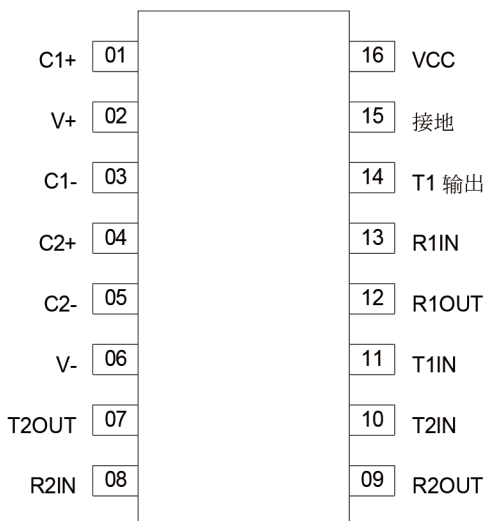 C1+ 01 16 VCC
V+ 02 15 接地
C1- 03 14 T1 输出
C2+ 04 13 R1IN
C2- 05 12 R1OUT
V- 06 11 T1IN
T2OUT 07 10 T2IN
R2IN 08 09 R2OUT